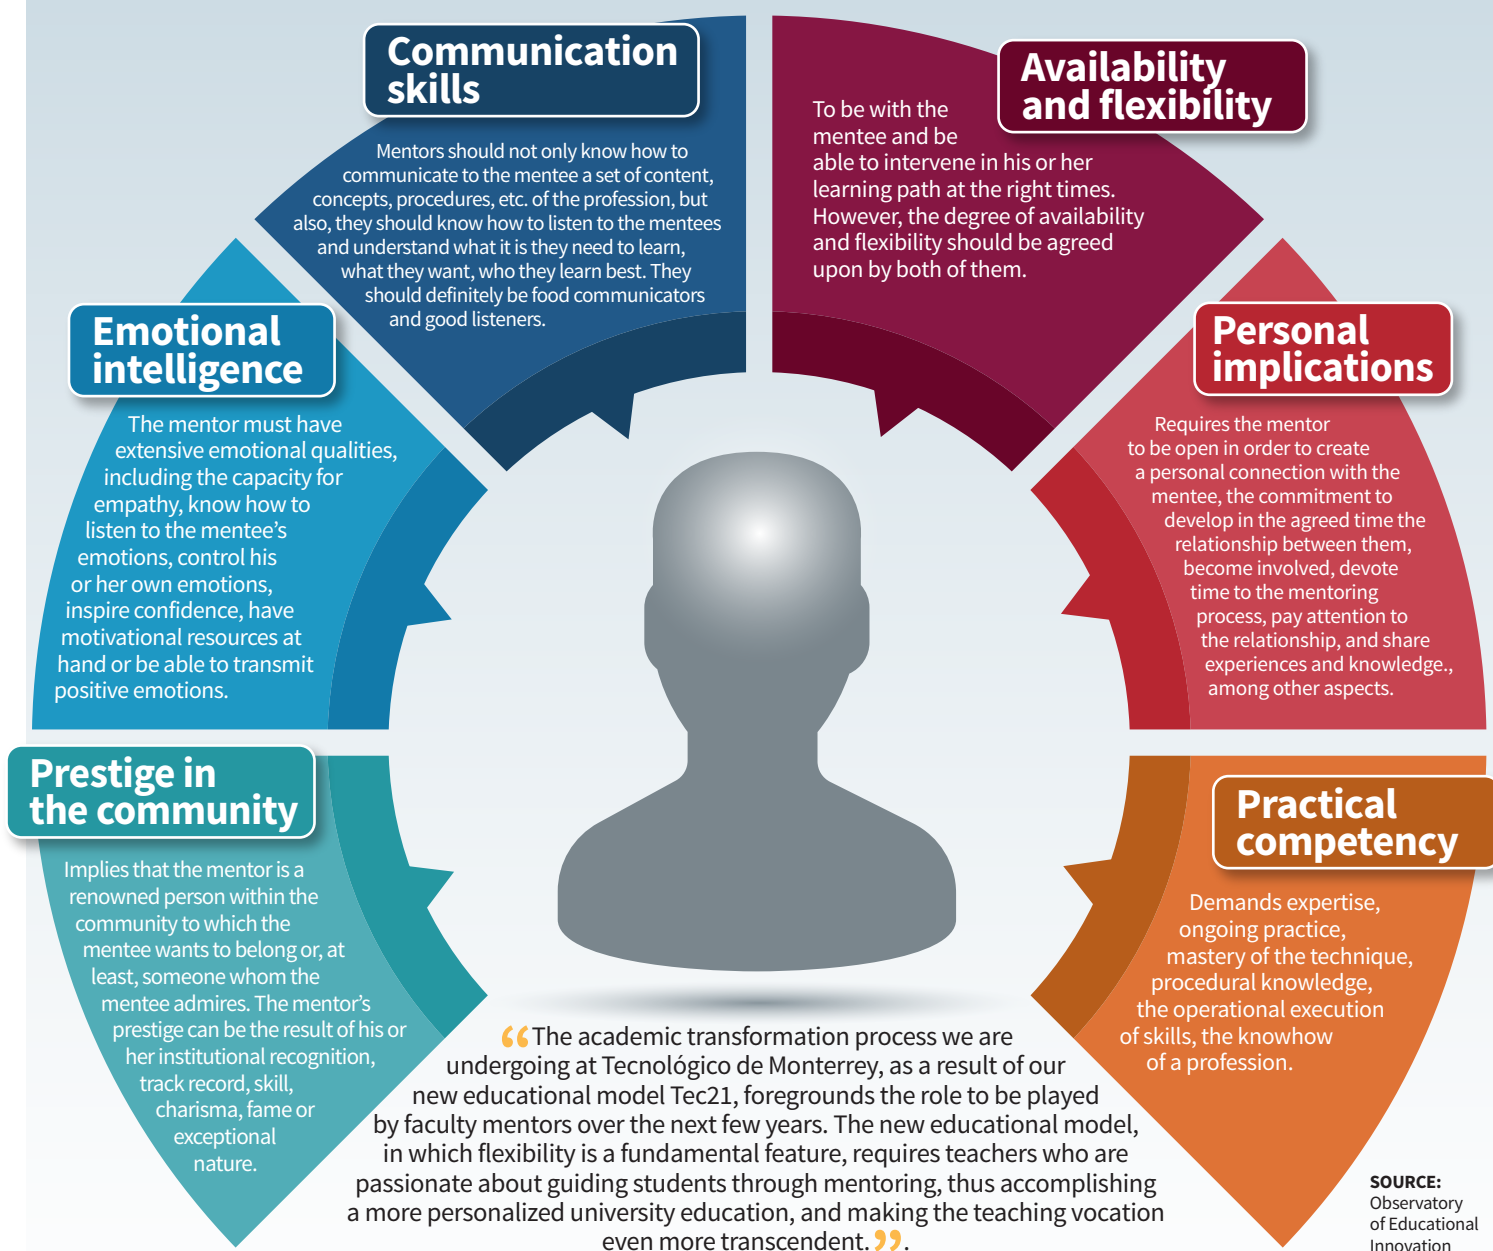 Communication
skills
Mentors should not only know how to
communicate to the mentee a set of content,
concepts, procedures, etc. of the profession, but
also, they should know how to listen to the mentees
and understand what it is they need to learn,
what they want, who they learn best. They
should definitely be food communicators
and good listeners.
Availability
and flexibility
To be with the
mentee and be
able to intervene in his or her
learning path at the right times.
However, the degree of availability
and flexibility should be agreed
upon by both of them.
Emotional
intelligence
The mentor must have
extensive emotional qualities,
including the capacity for
empathy, know how to
listen to the mentee’s
emotions, control his
or her own emotions,
inspire confidence, have
motivational resources at
hand or be able to transmit
positive emotions.
Personal
implications
Requires the mentor
to be open in order to create
a personal connection with the
mentee, the commitment to
develop in the agreed time the
relationship between them,
become involved, devote
time to the mentoring
process, pay attention to
the relationship, and share
experiences and knowledge.,
among other aspects.
Prestige in
the community
Implies that the mentor is a
renowned person within the
community to which the
mentee wants to belong or, at
least, someone whom the
mentee admires. The mentor’s
prestige can be the result of his or
her institutional recognition,
track record, skill,
charisma, fame or
exceptional
nature.
Practical
competency
Demands expertise,
ongoing practice,
mastery of the technique,
procedural knowledge,
the operational execution
of skills, the knowhow
of a profession.
“The academic transformation process we are
undergoing at Tecnológico de Monterrey, as a result of our
new educational model Tec21, foregrounds the role to be played
by faculty mentors over the next few years. The new educational model,
in which flexibility is a fundamental feature, requires teachers who are
passionate about guiding students through mentoring, thus accomplishing
a more personalized university education, and making the teaching vocation
even more transcendent.”.
SOURCE:
Observatory
of Educational
Innovation